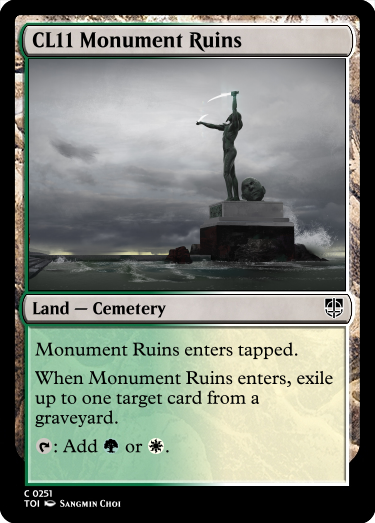 CL11 Monument Ruins
Land — Cemetery
Monument Ruins enters tapped.
When Monument Ruins enters, exile
up to one target card from a
graveyard.
: Add or .
C 0251
TOI SANGMIN CHOI